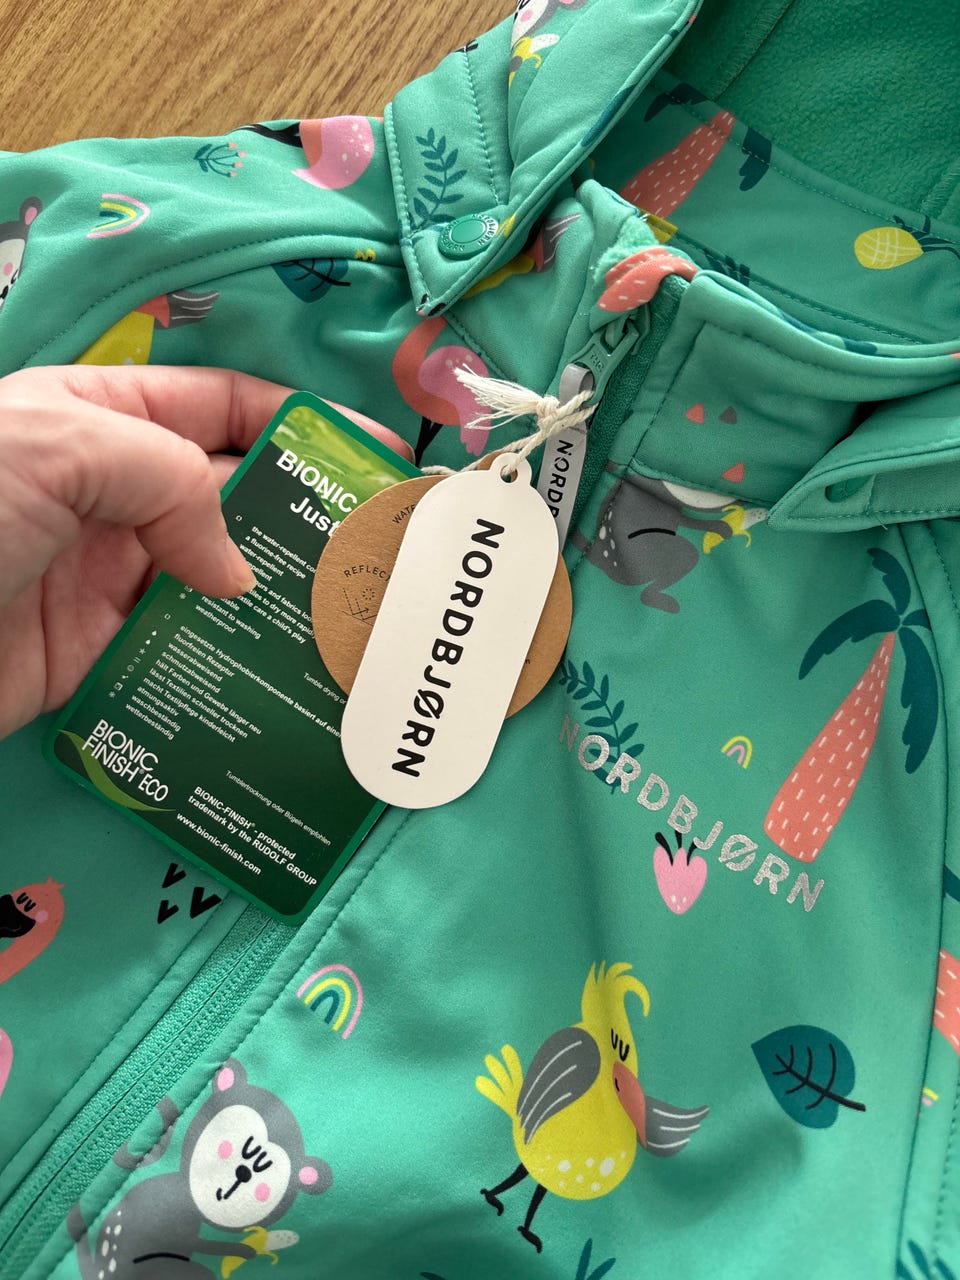 BIONIC
Just
the water-repellent
a fluorine-free recipe
water-repellent
resistant to washing
weatherproof
Tumble drying or
eingesetzte Hydrophobierkomponente basiert auf einer
fluorfreien Rezeptur
wasserabweisend
schmutzabweisend
hält Farben und Gewebe länger neu
lässt Textilien schneller trocknen
macht Textilpflege kinderleicht
atmungsaktiv
waschbeständig
wetterbeständig
Tumblertrocknung oder Bügeln empfohlen
BIONIC
FINISH® ECO
BIONIC-FINISH® - protected
trademark by the RUDOLF GROUP
www.bionic-finish.com
NORDBJØRN
NORDBJØRN